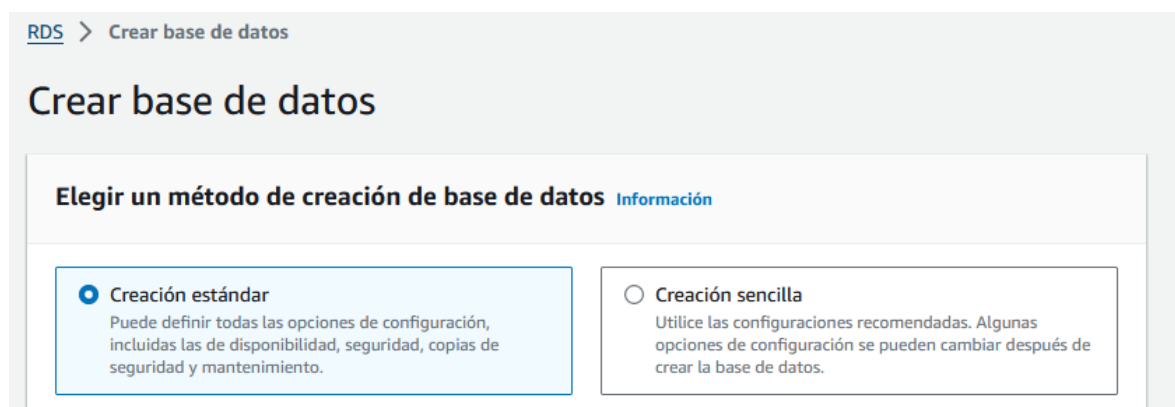 RDS > Crear base de datos
Crear base de datos
Elegir un método de creación de base de datos Información
Creación estándar
Puede definir todas las opciones de configuración,
incluidas las de disponibilidad, seguridad, copias de
seguridad y mantenimiento.
Creación sencilla
Utilice las configuraciones recomendadas. Algunas
opciones de configuración se pueden cambiar después de
crear la base de datos.